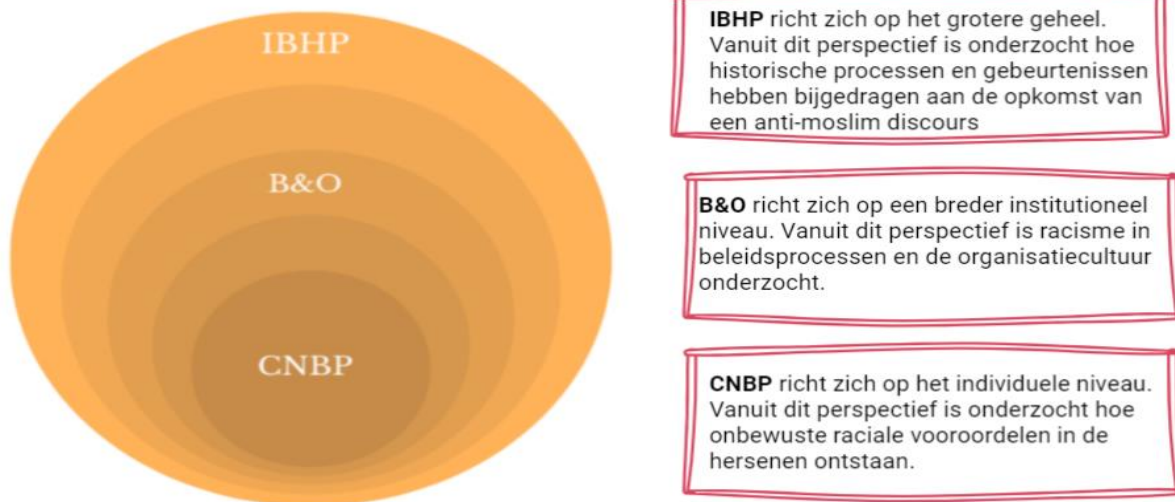 IBHP
B&O
CNBP
IBHP richt zich op het grotere geheel.
Vanuit dit perspectief is onderzocht hoe
historische processen en gebeurtenissen
hebben bijgedragen aan de opkomst van
een anti-moslim discours
B&O richt zich op een breder institutioneel
niveau. Vanuit dit perspectief is racisme in
beleidsprocessen en de organisatiecultuur
onderzocht.
CNBP richt zich op het individuele niveau.
Vanuit dit perspectief is onderzocht hoe
onbewuste raciale vooroordelen in de
hersenen ontstaan.